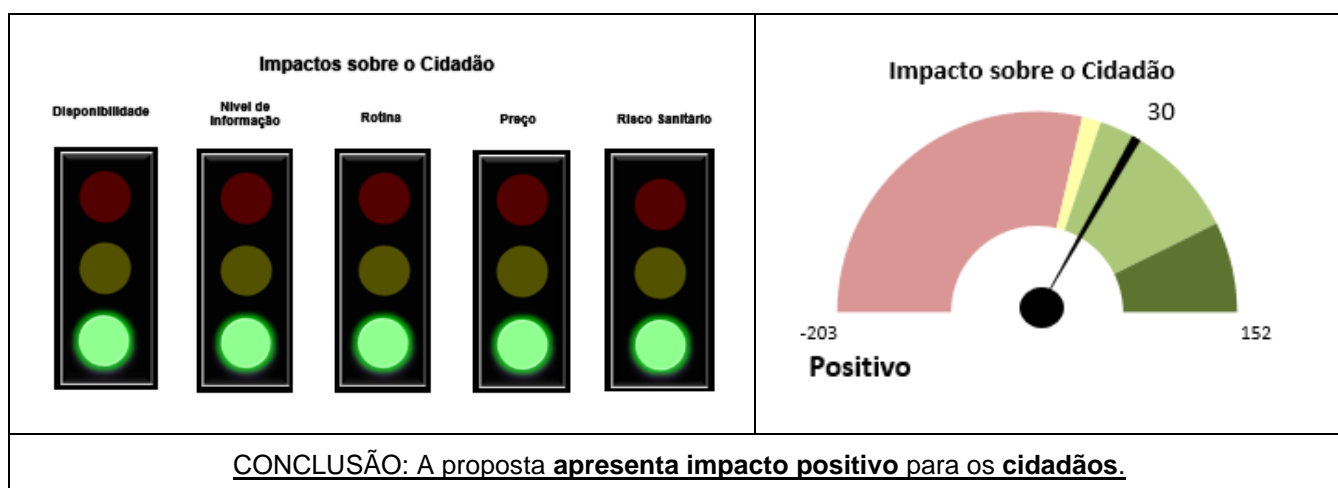 Impactos sobre o Cidadão
Disponibilidade
Nível de
Informação
Rotina
Preço
Risco Sanitário
Impacto sobre o Cidadão
30
-203
152
Positivo
CONCLUSÃO: A proposta apresenta impacto positivo para os cidadãos.